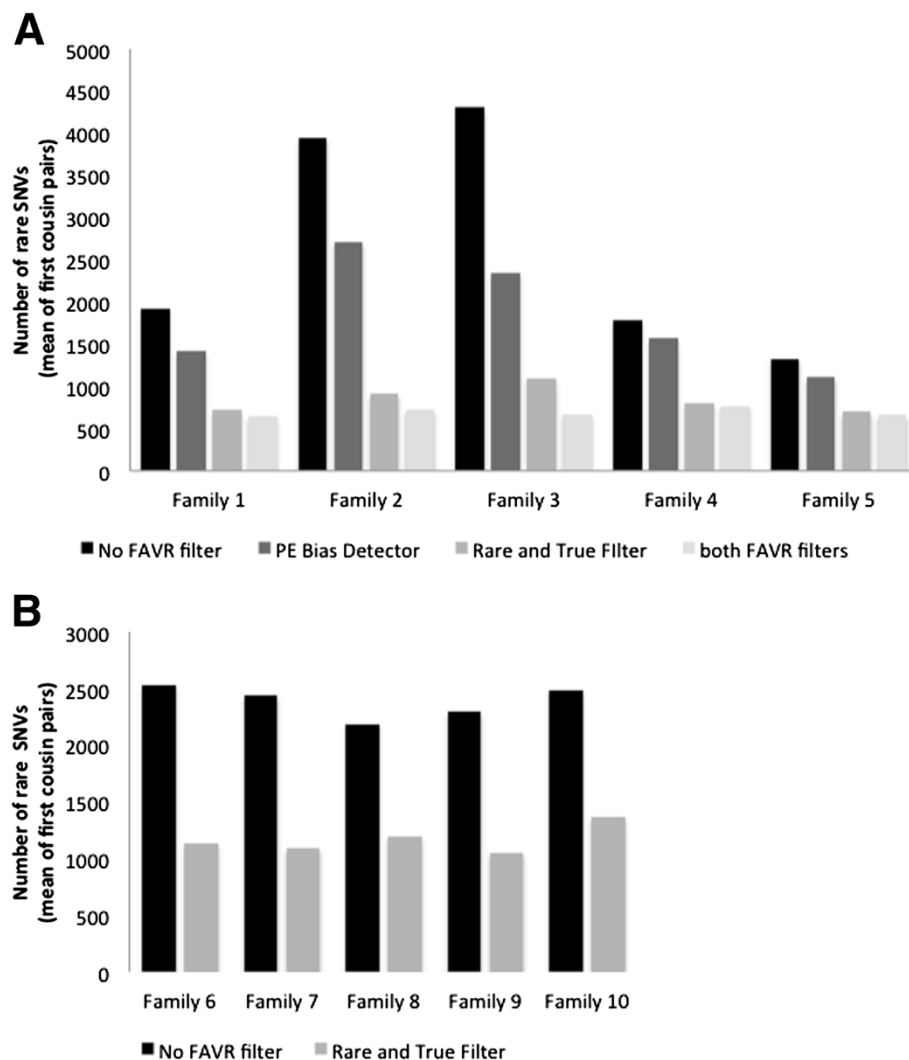 A
Number of rare SNVs
(mean of first cousin pairs)
5000
4500
4000
3500
3000
2500
2000
1500
1000
500
0
Family 1
Family 2
Family 3
Family 4
Family 5
No FAVR filter
PE Bias Detector
Rare and True FIlter
both FAVR filters
B
Number of rare SNVs
(mean of first cousin pairs)
3000
2500
2000
1500
1000
500
0
Family 6
Family 7
Family 8
Family 9
Family 10
No FAVR filter
Rare and True Filter